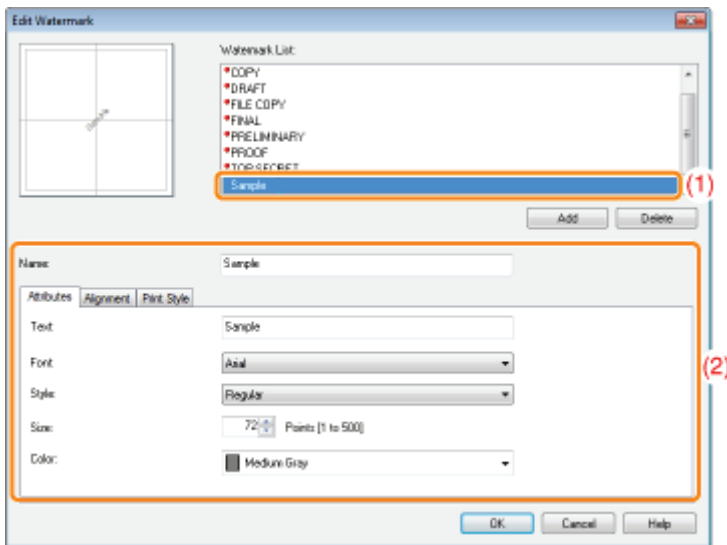 Edit Watermark
Watermark List:
COPY
DRAFT
FILE COPY
FINAL
PRELIMINARY
PROOF
TOP SECRET
Sample
(1)
Sample
Add
Delete
Name:
Sample
Attributes
Alignment
Print Style
Text:
Sample
Font:
Arial
(2)
Style:
Regular
Size:
72
Points [1 to 500]
Color:
Medium Gray
OK
Cancel
Help